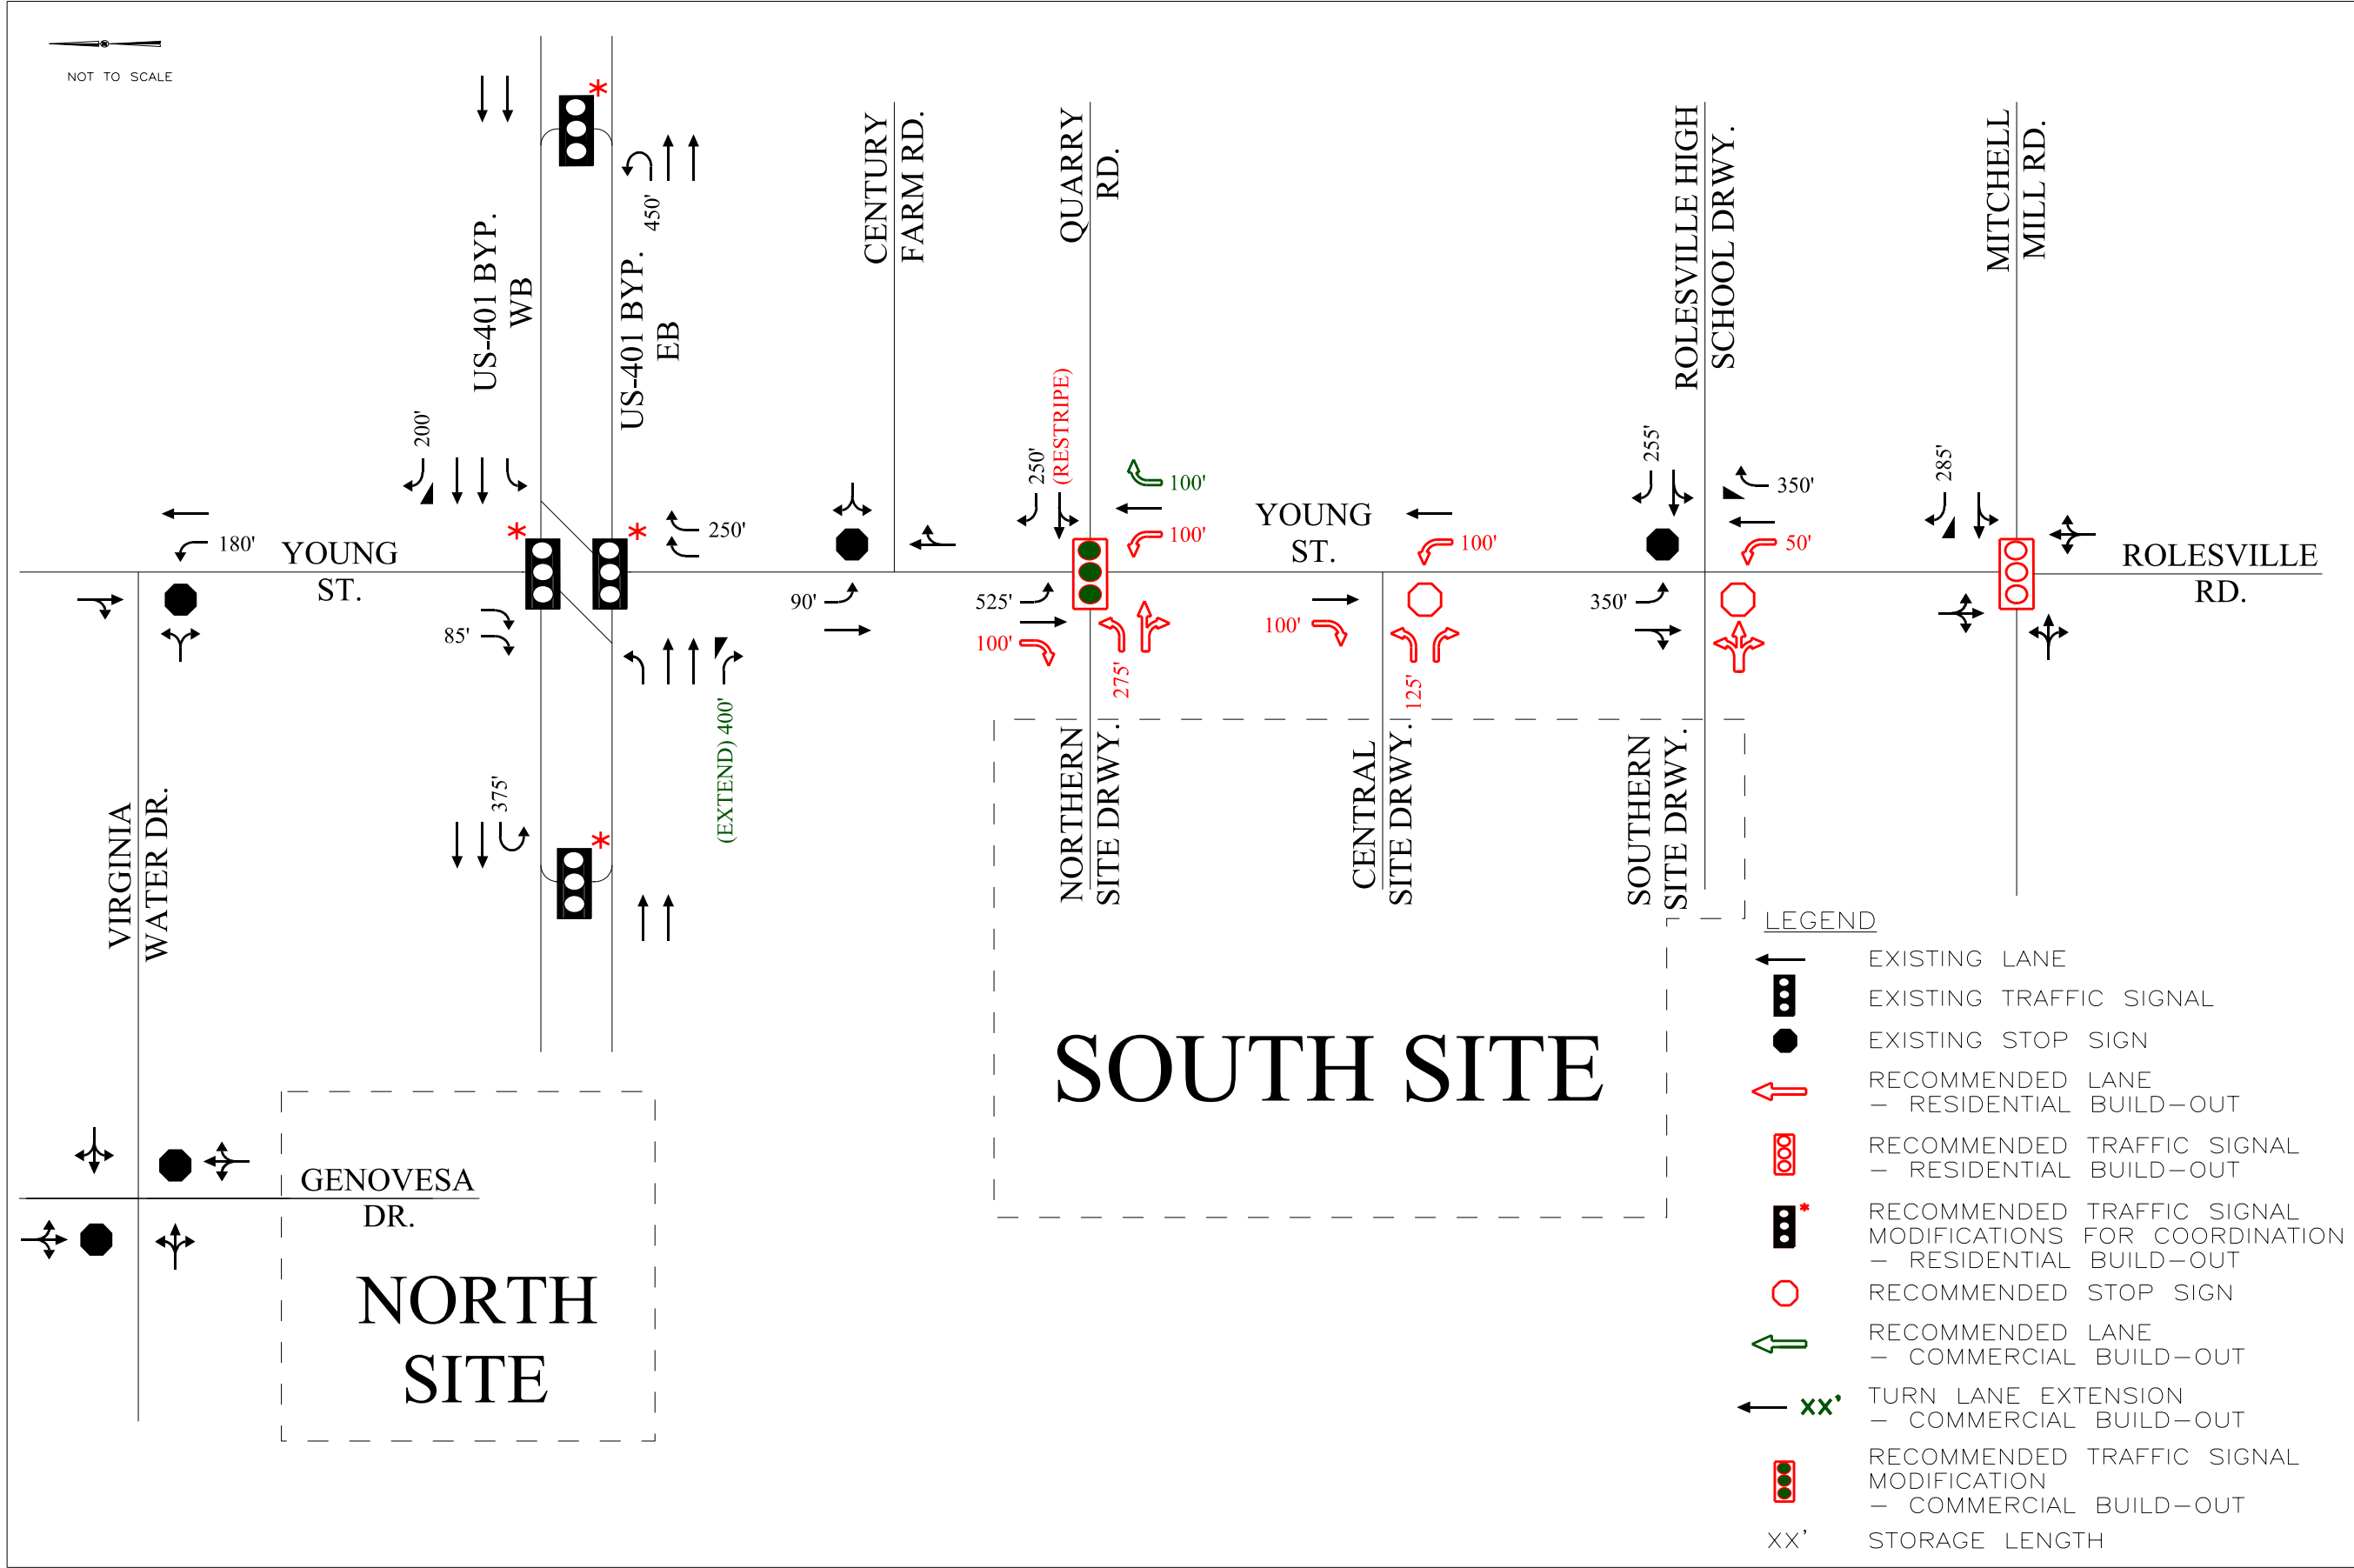 NOT TO SCALE
US-401 BYP.
WB
US-401 BYP.
EB
450'
CENTURY
FARM RD.
QUARRY
RD.
ROLESVILLE HIGH
SCHOOL DRWY.
MITCHELL
MILL RD.
200'
250'
(RESTRIPE)
100'
255'
350'
285'
180'
YOUNG
ST.
250'
100'
YOUNG
ST.
100'
50'
ROLESVILLE
RD.
85'
90'
525'
100'
275'
100'
125'
350'
(EXTEND) 400'
375'
VIRGINIA
WATER DR.
NORTHERN
SITE DRWY.
CENTRAL
SITE DRWY.
SOUTHERN
SITE DRWY.
SOUTH SITE
GENOVESA
DR.
NORTH
SITE
LEGEND
EXISTING LANE
EXISTING TRAFFIC SIGNAL
EXISTING STOP SIGN
RECOMMENDED LANE
- RESIDENTIAL BUILD-OUT
RECOMMENDED TRAFFIC SIGNAL
- RESIDENTIAL BUILD-OUT
RECOMMENDED TRAFFIC SIGNAL
MODIFICATIONS FOR COORDINATION
- RESIDENTIAL BUILD-OUT
RECOMMENDED STOP SIGN
RECOMMENDED LANE
- COMMERCIAL BUILD-OUT
XX' TURN LANE EXTENSION
- COMMERCIAL BUILD-OUT
RECOMMENDED TRAFFIC SIGNAL
MODIFICATION
- COMMERCIAL BUILD-OUT
XX' STORAGE LENGTH